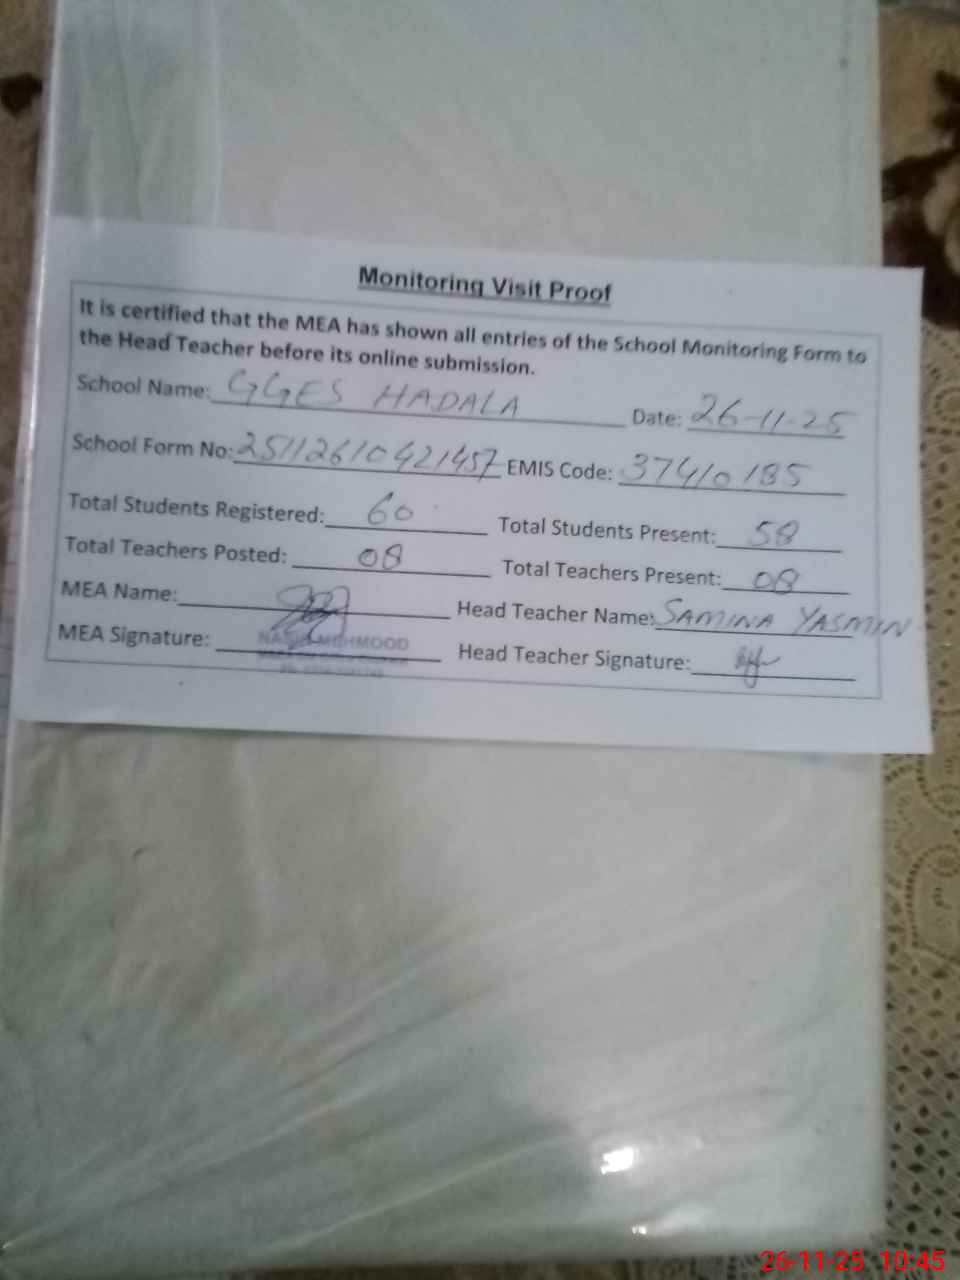 Monitoring Visit Proof
It is certified that the MEA has shown all entries of the School Monitoring Form to
the Head Teacher before its online submission.
School Name: GGES HADALA Date: 26-11-25
School Form No: 25112610421457 EMIS Code: 37410185
Total Students Registered: 60 Total Students Present: 58
Total Teachers Posted: 08 Total Teachers Present: 08
MEA Name: Head Teacher Name: SAMINA YASMIN
MEA Signature: MEHMOOD Head Teacher Signature:
26-11-25 10:45